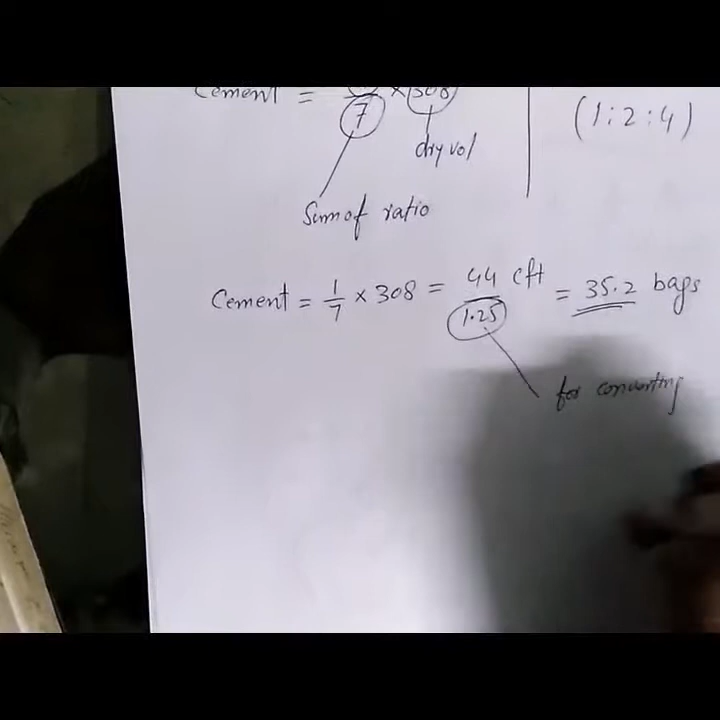 Cement = 1/7 × 308
dry vol
(1:2:4)
Sum of ratio
Cement = 1/7 × 308 = 44 cft / 1.25 = 35.2 bags
for converting